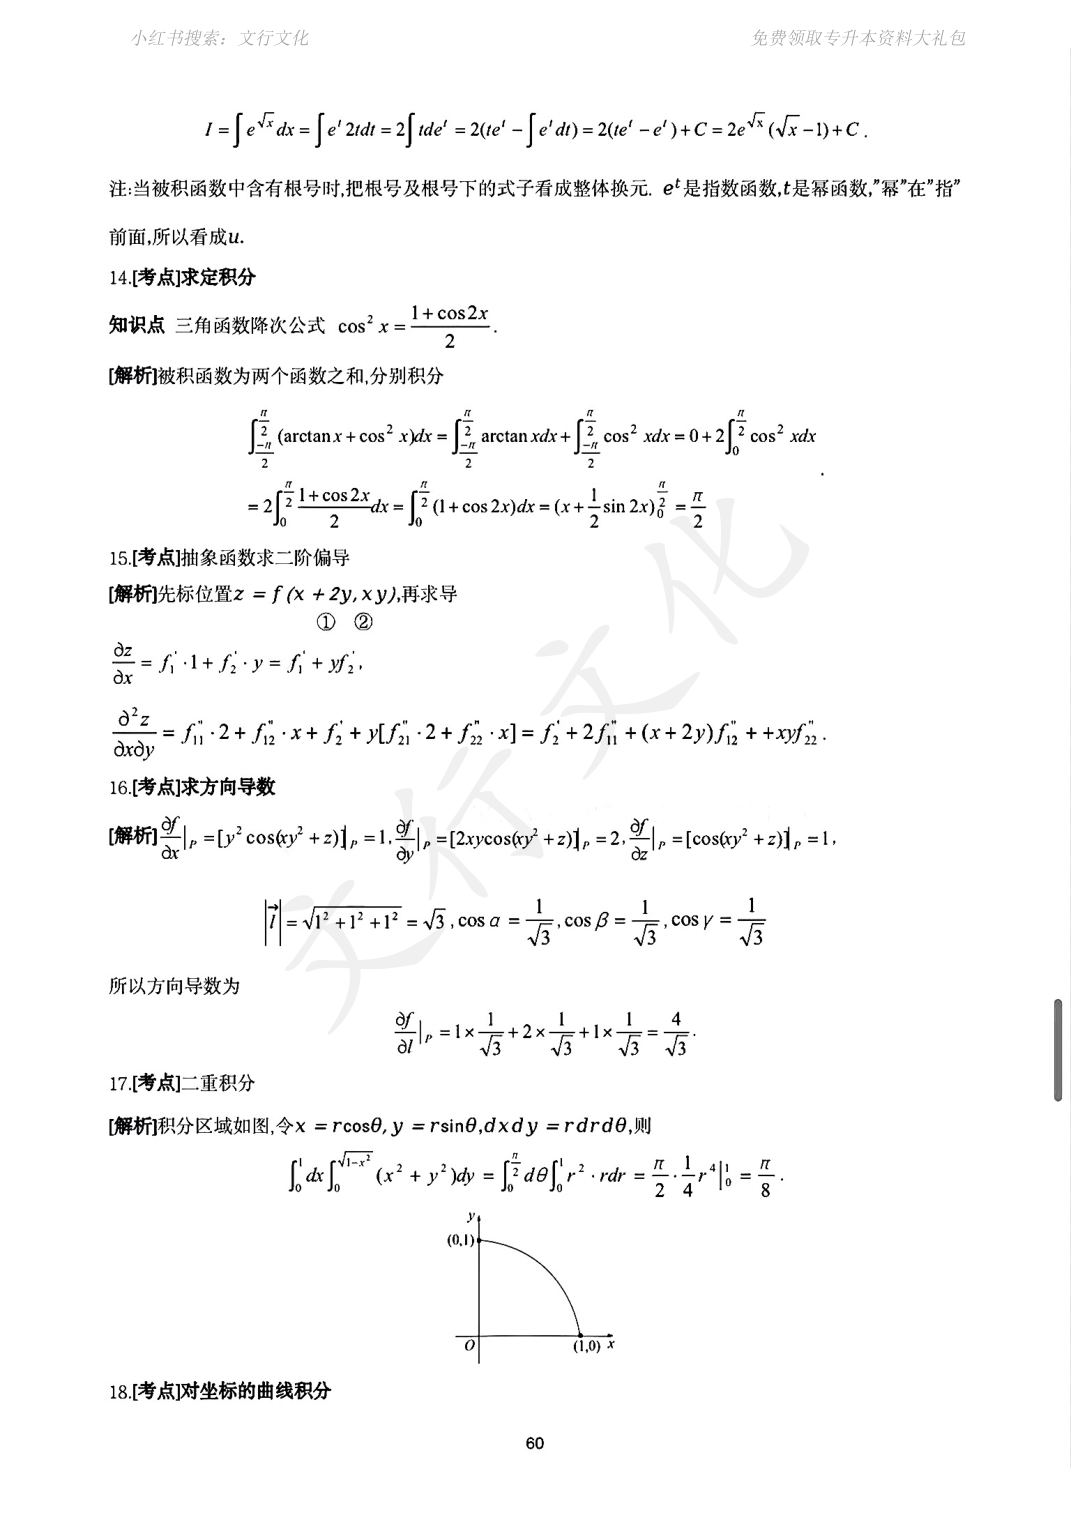 小红书搜索：文行文化 免费领取专升本资料大礼包
I = ∫e^{√x}dx = ∫e^t 2tdt = 2∫tde^t = 2(te^t − ∫e^t dt) = 2(te^t − e^t) + C = 2e^{√x}(√x − 1) + C .
注:当被积函数中含有根号时,把根号及根号下的式子看成整体换元. e^t是指数函数,t是幂函数,"幂"在"指"
前面,所以看成u.
14.[考点]求定积分
知识点 三角函数降次公式 cos² x = (1+cos2x)/2 .
[解析]被积函数为两个函数之和,分别积分
∫_{−π/2}^{π/2}(arctan x + cos² x)dx = ∫_{−π/2}^{π/2} arctan xdx + ∫_{−π/2}^{π/2} cos² xdx = 0 + 2∫_0^{π/2} cos² xdx
= 2∫_0^{π/2} (1+cos2x)/2 dx = ∫_0^{π/2}(1+cos2x)dx = (x + 1/2 sin 2x)|_0^{π/2} = π/2 .
15.[考点]抽象函数求二阶偏导
[解析]先标位置z = f(x + 2y, xy),再求导
① ②
∂z/∂x = f₁′·1 + f₂′·y = f₁′ + yf₂′,
∂²z/∂x∂y = f₁₁″·2 + f₁₂″·x + f₂′ + y[f₂₁″·2 + f₂₂″·x] = f₂′ + 2f₁₁″ + (x+2y)f₁₂″ + +xyf₂₂″ .
16.[考点]求方向导数
[解析]∂f/∂x|_P = [y² cos(xy² + z)]|_P = 1, ∂f/∂y|_P = [2xycos(xy² + z)]|_P = 2, ∂f/∂z|_P = [cos(xy² + z)]|_P = 1,
|l⃗| = √(1² + 1² + 1²) = √3 , cos α = 1/√3 , cos β = 1/√3 , cos γ = 1/√3
所以方向导数为
∂f/∂l|_P = 1×1/√3 + 2×1/√3 + 1×1/√3 = 4/√3 .
17.[考点]二重积分
[解析]积分区域如图,令x = rcosθ, y = rsinθ,dxdy = rdrdθ,则
∫_0^1 dx∫_0^{√(1−x²)}(x² + y²)dy = ∫_0^{π/2} dθ∫_0^1 r²·rdr = π/2 · 1/4 r⁴|_0^1 = π/8 .
y
(0,1)
O (1,0) x
18.[考点]对坐标的曲线积分
60
文行文化